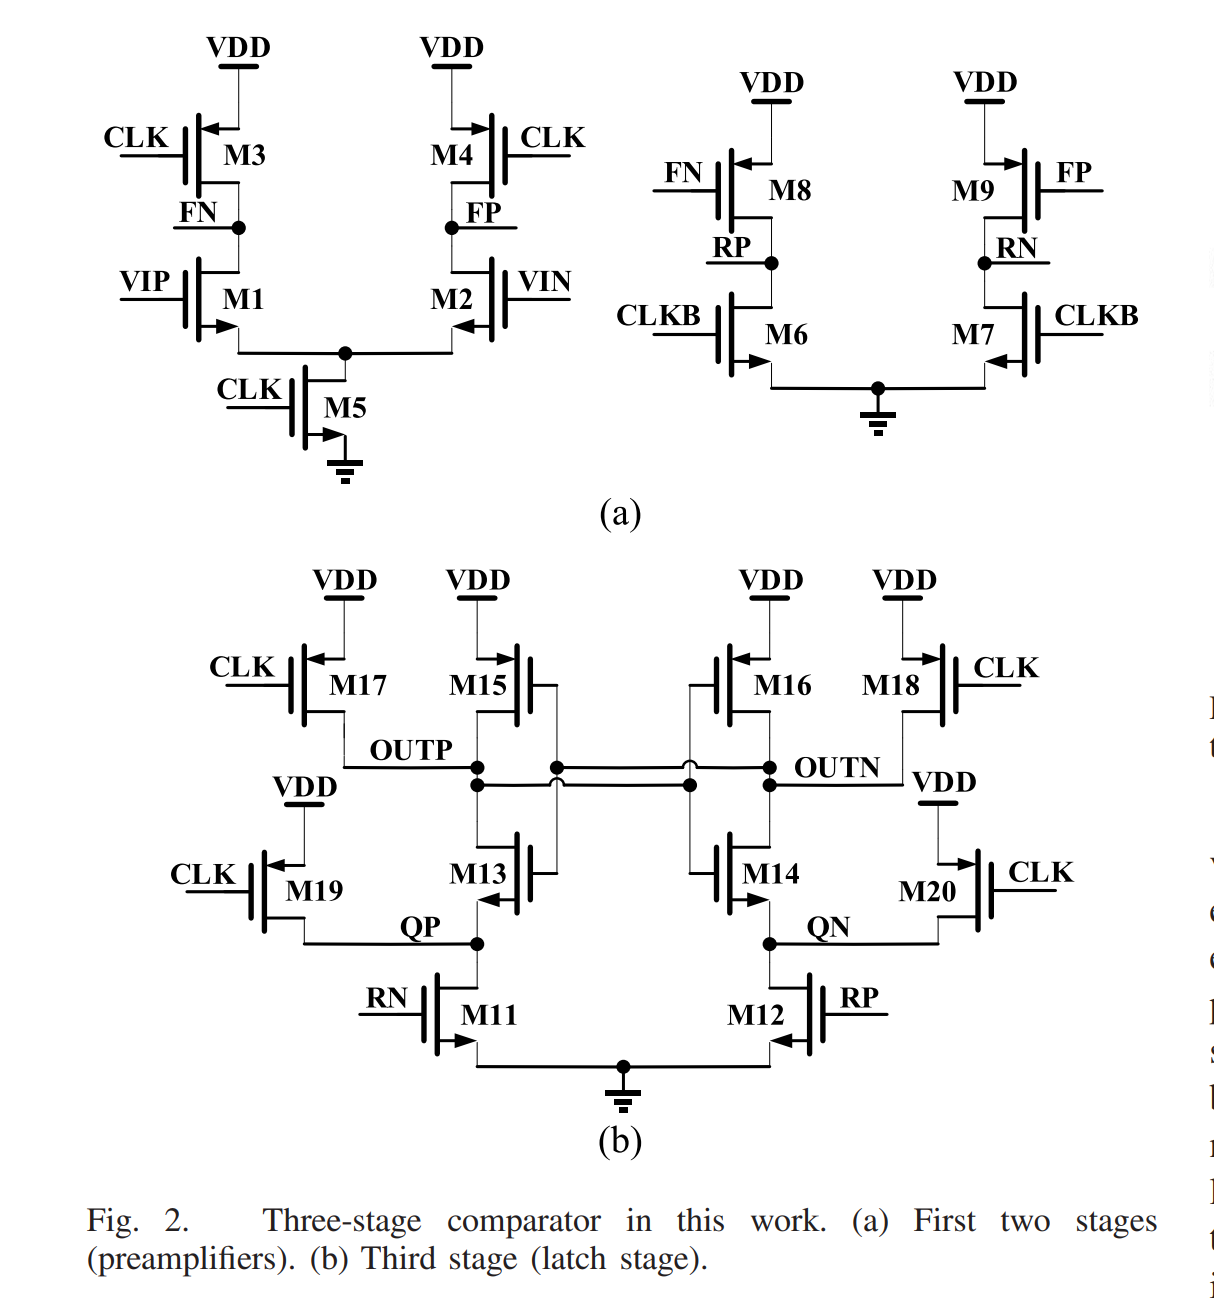 VDD VDD
VDD VDD
CLK M3 M4 CLK
FN M8 M9 FP
FN FP
RP RN
VIP M1 M2 VIN
CLKB M6 M7 CLKB
CLK M5
(a)
VDD VDD VDD VDD
CLK M17 M15 M16 M18 CLK
OUTP OUTN
VDD VDD
CLK M19 M13 M14 M20 CLK
QP QN
RN M11 M12 RP
(b)
Fig. 2. Three-stage comparator in this work. (a) First two stages
(preamplifiers). (b) Third stage (latch stage).